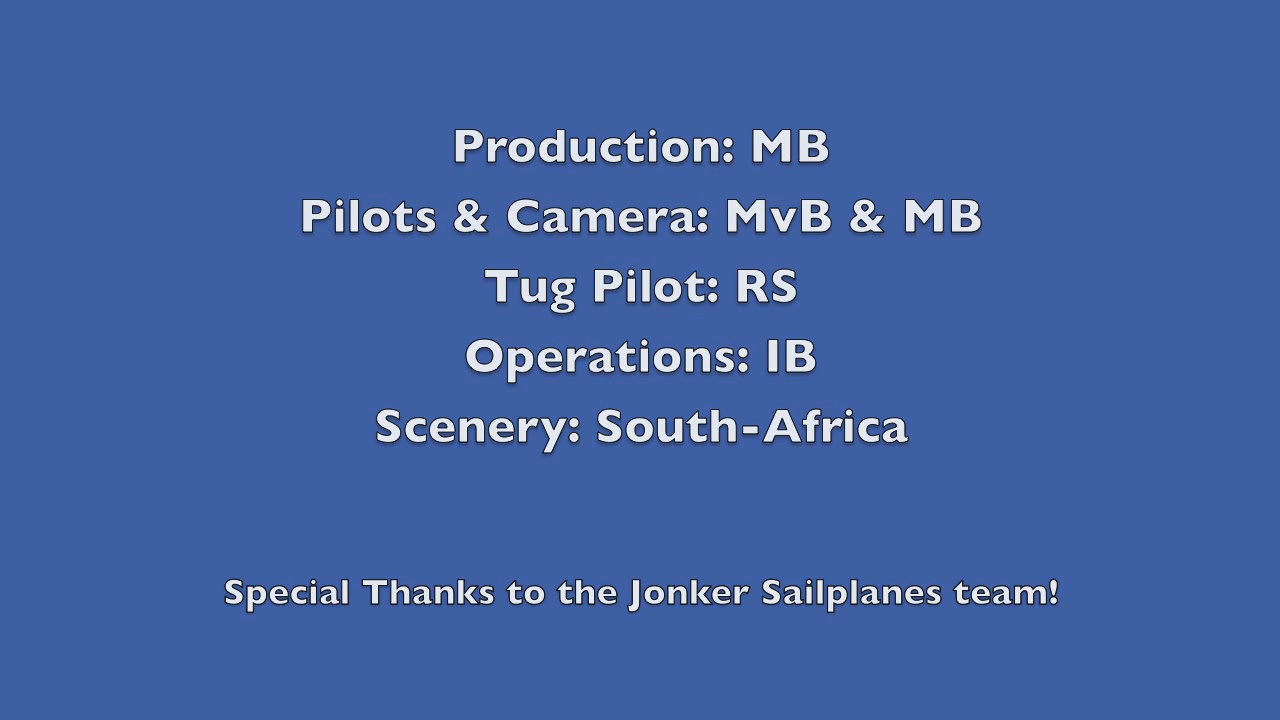 Production: MB
Pilots & Camera: MvB & MB
Tug Pilot: RS
Operations: IB
Scenery: South-Africa
Special Thanks to the Jonker Sailplanes team!